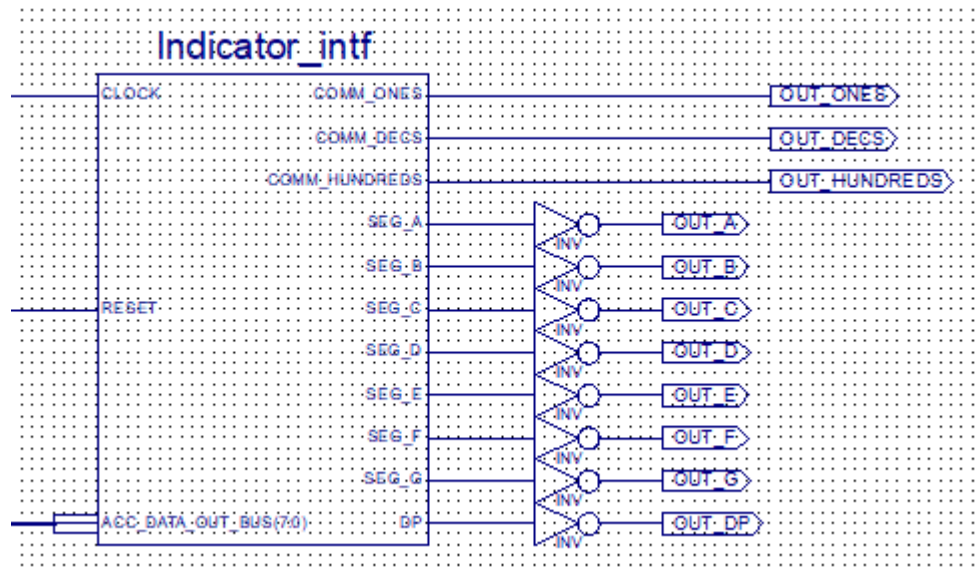 Indicator_intf
CLOCK COMM_ONES OUT_ONES
COMM_DECS OUT_DECS
COMM_HUNDREDS OUT_HUNDREDS
SEG_A INV OUT_A
SEG_B INV OUT_B
RESET SEG_C INV OUT_C
SEG_D INV OUT_D
SEG_E INV OUT_E
SEG_F INV OUT_F
SEG_G INV OUT_G
ACC_DATA_OUT_BUS(7:0) DP INV OUT_DP